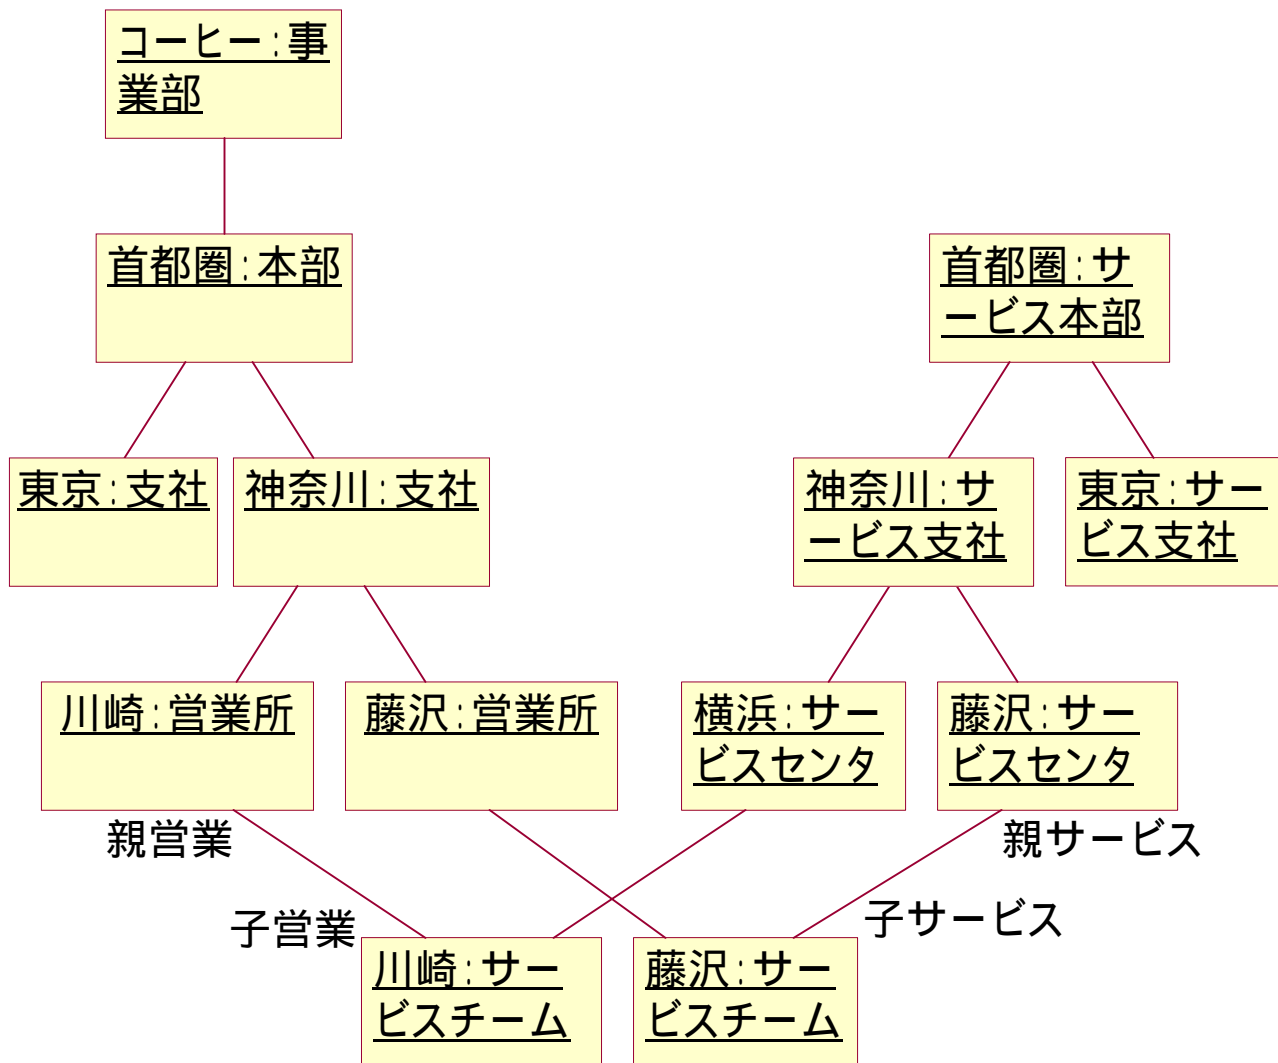 コーヒー:事
業部
首都圏:本部
首都圏:サ
ービス本部
東京:支社
神奈川:支社
神奈川:サ
ービス支社
東京:サー
ビス支社
川崎:営業所
藤沢:営業所
横浜:サー
ビスセンタ
藤沢:サー
ビスセンタ
親営業
親サービス
子営業
子サービス
川崎:サー
ビスチーム
藤沢:サー
ビスチーム